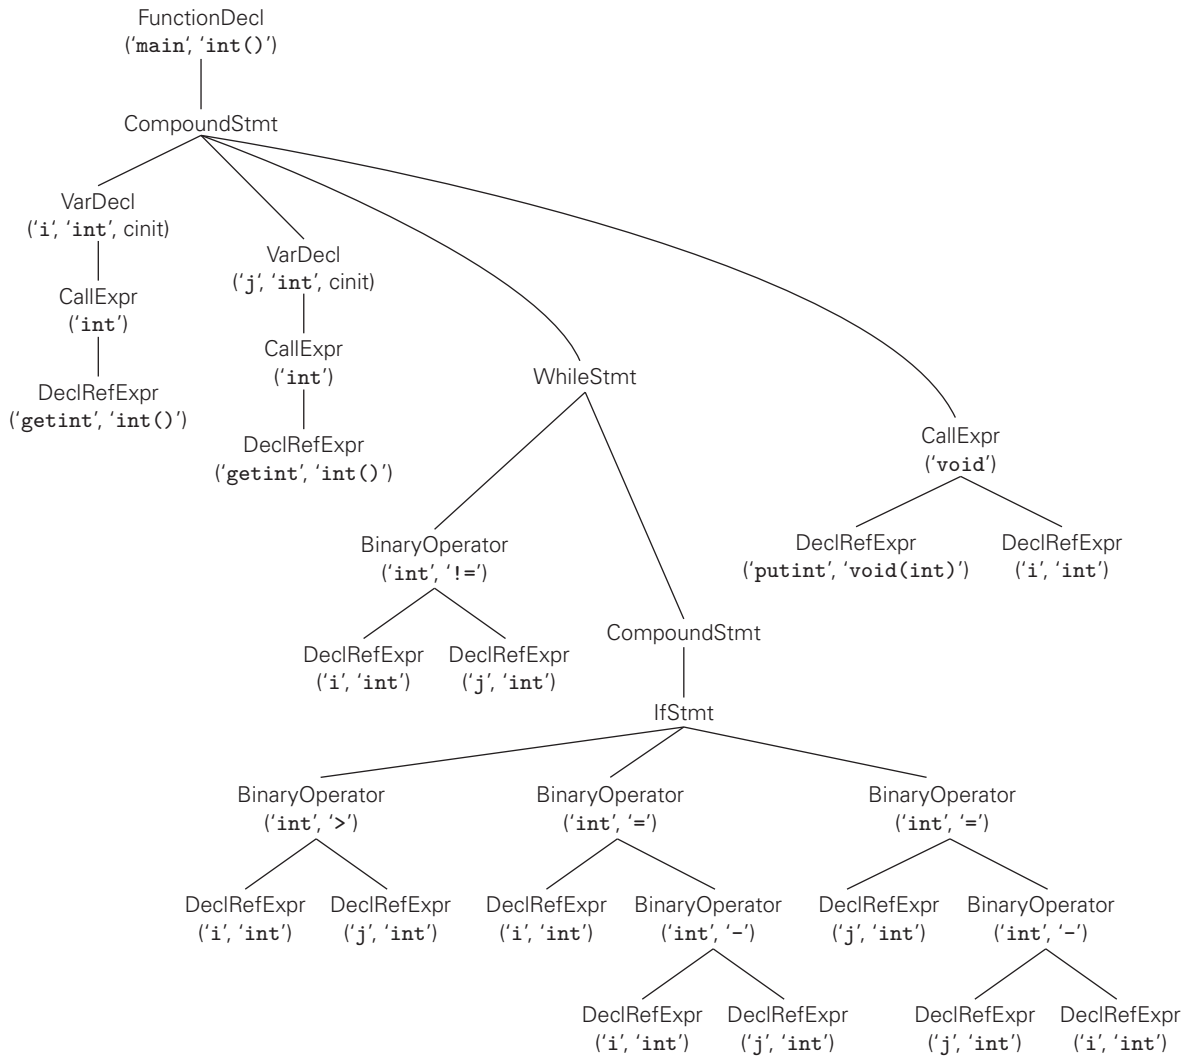 FunctionDecl
(‘main’, ‘int()’)
CompoundStmt
VarDecl
(‘i’, ‘int’, cinit)
CallExpr
(‘int’)
DeclRefExpr
(‘getint’, ‘int()’)
VarDecl
(‘j’, ‘int’, cinit)
CallExpr
(‘int’)
DeclRefExpr
(‘getint’, ‘int()’)
WhileStmt
BinaryOperator
(‘int’, ‘!=’)
DeclRefExpr
(‘i’, ‘int’)
DeclRefExpr
(‘j’, ‘int’)
CompoundStmt
IfStmt
BinaryOperator
(‘int’, ‘>’)
DeclRefExpr
(‘i’, ‘int’)
DeclRefExpr
(‘j’, ‘int’)
BinaryOperator
(‘int’, ‘=’)
DeclRefExpr
(‘i’, ‘int’)
BinaryOperator
(‘int’, ‘-’)
DeclRefExpr
(‘i’, ‘int’)
DeclRefExpr
(‘j’, ‘int’)
BinaryOperator
(‘int’, ‘=’)
DeclRefExpr
(‘j’, ‘int’)
BinaryOperator
(‘int’, ‘-’)
DeclRefExpr
(‘j’, ‘int’)
DeclRefExpr
(‘i’, ‘int’)
CallExpr
(‘void’)
DeclRefExpr
(‘putint’, ‘void(int)’)
DeclRefExpr
(‘i’, ‘int’)